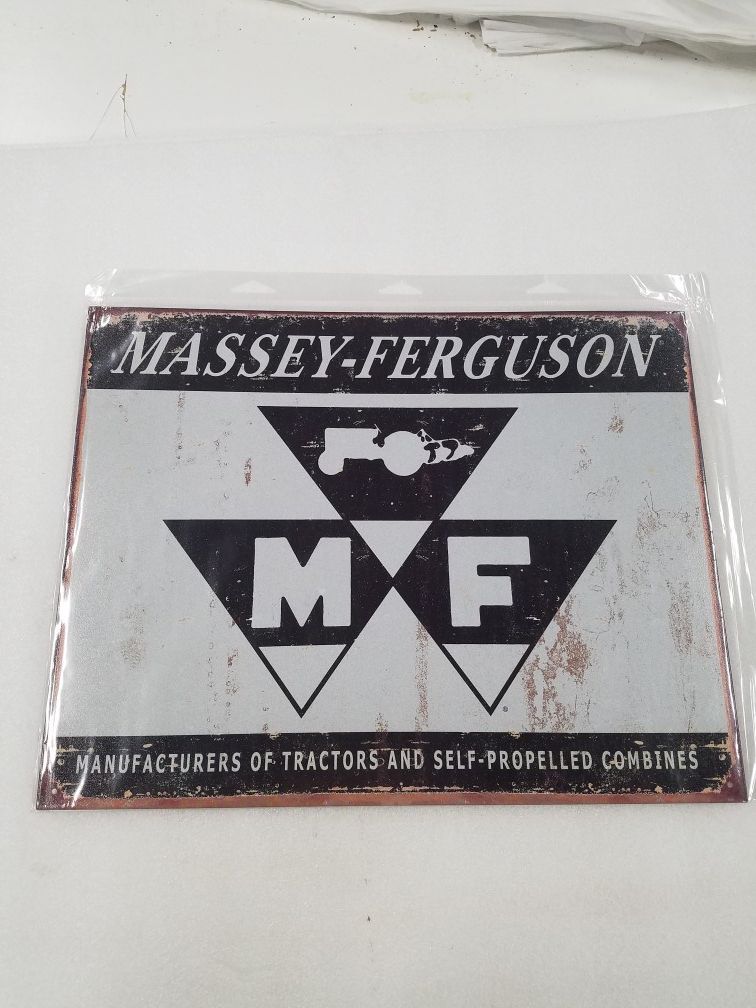 MASSEY-FERGUSON
M F
MANUFACTURERS OF TRACTORS AND SELF-PROPELLED COMBINES